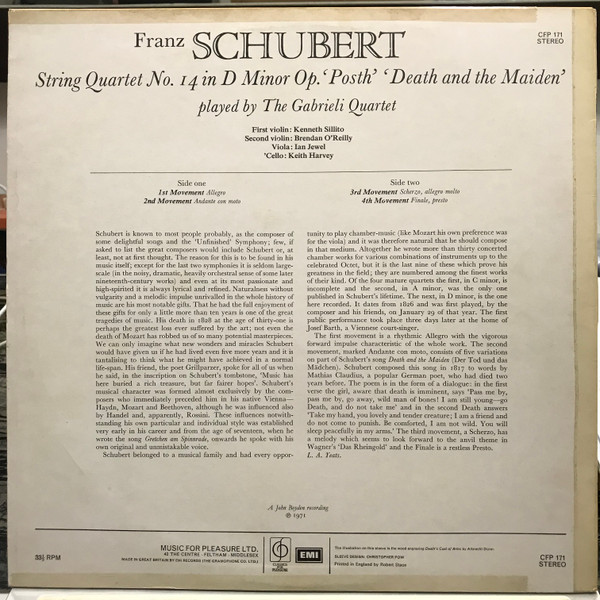 Franz SCHUBERT
CFP 171
STEREO
String Quartet No. 14 in D Minor Op. 'Posth' 'Death and the Maiden'
played by The Gabrieli Quartet
First violin: Kenneth Sillito
Second violin: Brendan O'Reilly
Viola: Ian Jewel
'Cello: Keith Harvey
Side one
1st Movement Allegro
2nd Movement Andante con moto
Side two
3rd Movement Scherzo, allegro molto
4th Movement Finale, presto
Schubert is known to most people probably, as the composer of
some delightful songs and the 'Unfinished' Symphony; few, if
asked to list the great composers would include Schubert or, at
least, not at first thought. The reason for this is to be found in his
music itself; except for the last two symphonies it is seldom large-
scale (in the noisy, dramatic, heavily orchestral sense of some later
nineteenth-century works) and even at its most passionate and
high-spirited it is always lyrical and refined. Naturalness without
vulgarity and a melodic impulse unrivalled in the whole history of
music are his most notable gifts. That he had the full enjoyment of
these gifts for only a little more than ten years is one of the great
tragedies of music. His death in 1828 at the age of thirty-one is
perhaps the greatest loss ever suffered by the art; not even the
death of Mozart has robbed us of so many potential masterpieces.
We can only imagine what new wonders and miracles Schubert
would have given us if he had lived even five more years and it is
tantalising to think what he might have achieved in a normal
life-span. His friend, the poet Grillparzer, spoke for all of us when
he said, in the inscription on Schubert's tombstone, 'Music has
here buried a rich treasure, but far fairer hopes'. Schubert's
musical character was formed almost exclusively by the com-
posers who immediately preceded him in his native Vienna—
Haydn, Mozart and Beethoven, although he was influenced also
by Handel and, apparently, Rossini. These influences notwith-
standing his own particular and individual style was established
very early in his career and from the age of seventeen, when he
wrote the song Gretchen am Spinnrade, onwards he spoke with his
own original and unmistakable voice.
Schubert belonged to a musical family and had every oppor-
tunity to play chamber-music (like Mozart his own preference was
for the viola) and it was therefore natural that he should compose
in that medium. Altogether he wrote more than thirty concerted
chamber works for various combinations of instruments up to the
celebrated Octet, but it is the last nine of these which prove his
greatness in the field; they are numbered among the finest works
of their kind. Of the four mature quartets the first, in C minor, is
incomplete and the second, in A minor, was the only one
published in Schubert's lifetime. The next, in D minor, is the one
here recorded. It dates from 1826 and was first played, by the
composer and his friends, on January 29 of that year. The first
public performance took place three days later at the home of
Josef Barth, a Viennese court-singer.
The first movement is a rhythmic Allegro with the vigorous
forward impulse characteristic of the whole work. The second
movement, marked Andante con moto, consists of five variations
on part of Schubert's song Death and the Maiden (Der Tod und das
Mädchen). Schubert composed this song in 1817 to words by
Mathias Claudius, a popular German poet, who had died two
years before. The poem is in the form of a dialogue: in the first
verse the girl, aware that death is imminent, says 'Pass me by,
pass me by, go away, wild man of bones! I am still young—go
Death, and do not take me' and in the second Death answers
'Take my hand, you lovely and tender creature; I am a friend and
do not come to punish. Be comforted, I am not wild. You will
sleep peacefully in my arms.' The third movement, a Scherzo, has
a melody which seems to look forward to the anvil theme in
Wagner's 'Das Rheingold' and the Finale is a restless Presto.
L. A. Yeats.
A John Boyden recording
℗ 1971
33⅓ RPM
MUSIC FOR PLEASURE LTD.
42 THE CENTRE · FELTHAM · MIDDLESEX
MADE IN GREAT BRITAIN BY EMI RECORDS (THE GRAMOPHONE CO. LTD.)
CLASSICS
FOR
PLEASURE
EMI
SLEEVE DESIGN: CHRISTOPHER POW
Printed in England by Robert Stace
CFP 171
STEREO